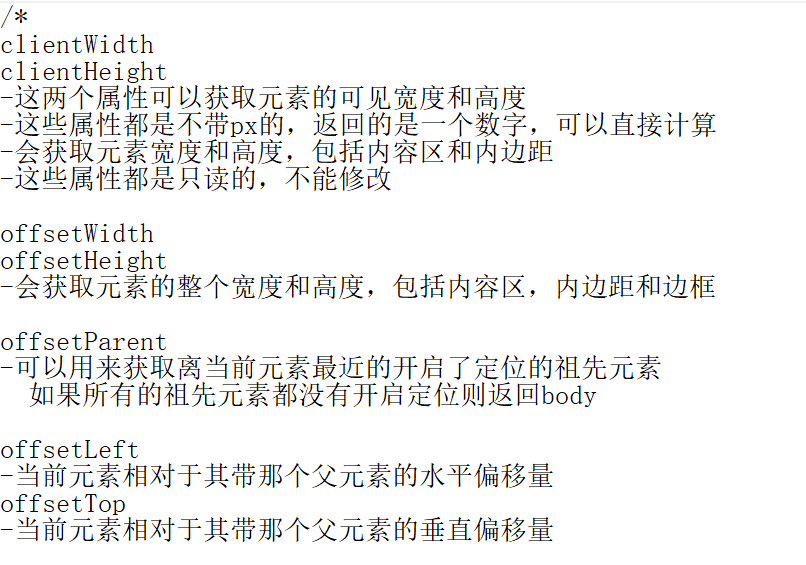 /*
clientWidth
clientHeight
-这两个属性可以获取元素的可见宽度和高度
-这些属性都是不带px的，返回的是一个数字，可以直接计算
-会获取元素宽度和高度，包括内容区和内边距
-这些属性都是只读的，不能修改
offsetWidth
offsetHeight
-会获取元素的整个宽度和高度，包括内容区，内边距和边框
offsetParent
-可以用来获取离当前元素最近的开启了定位的祖先元素
如果所有的祖先元素都没有开启定位则返回body
offsetLeft
-当前元素相对于其带那个父元素的水平偏移量
offsetTop
-当前元素相对于其带那个父元素的垂直偏移量